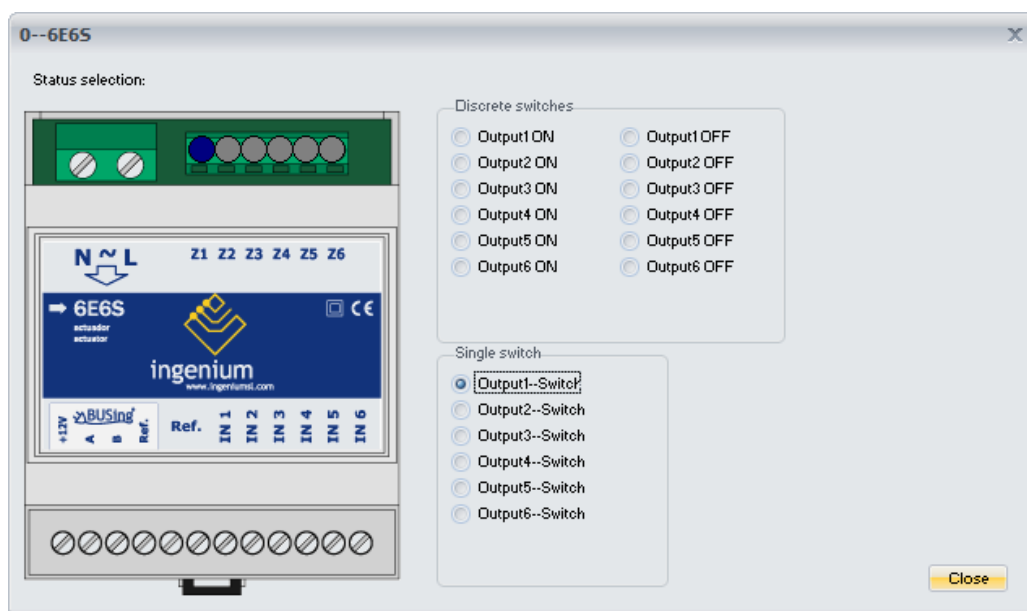 0--6E6S
X
Status selection:
N ~ L
Z1 Z2 Z3 Z4 Z5 Z6
➡ 6E6S
actuador
actuator
CE
ingenium
www.ingeniumsl.com
+12V A B Ref.
BUSing
Ref. IN 1 IN 2 IN 3 IN 4 IN 5 IN 6
Discrete switches
Output1 ON Output1 OFF
Output2 ON Output2 OFF
Output3 ON Output3 OFF
Output4 ON Output4 OFF
Output5 ON Output5 OFF
Output6 ON Output6 OFF
Single switch
Output1--Switch
Output2--Switch
Output3--Switch
Output4--Switch
Output5--Switch
Output6--Switch
Close